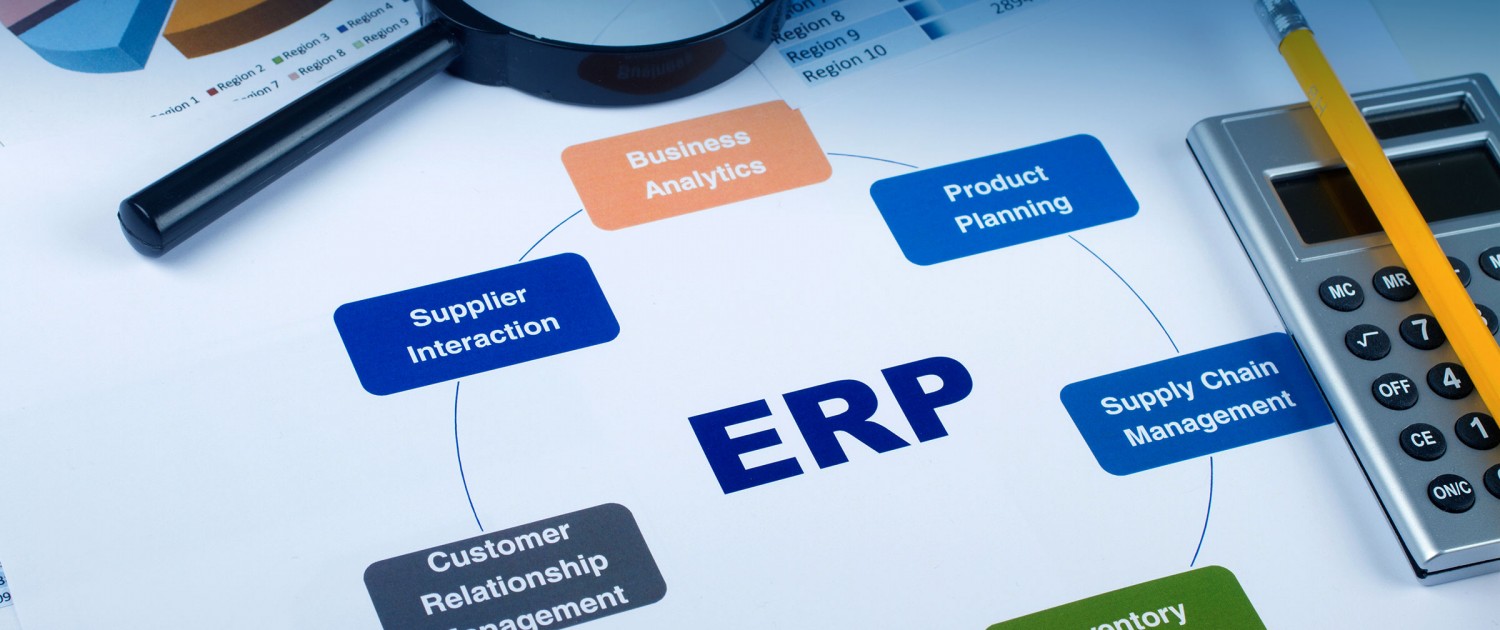 Region 4
Region 3
Region 9
Region 2
Region 8
Region 1
Region 7
Region 8
Region 9
Region 10
Business
Analytics
Product
Planning
Supplier
Interaction
ERP
Supply Chain
Management
Customer
Relationship
MC
MR
√
7
OFF
4
CE
1
ON/C